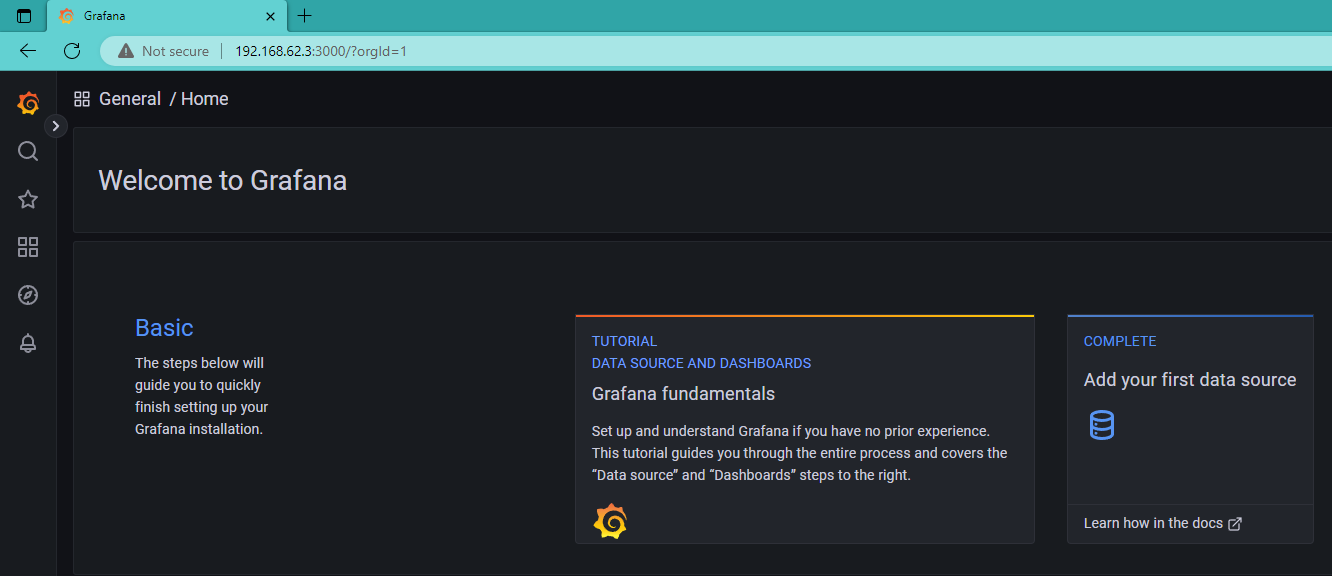 Grafana
Not secure
192.168.62.3:3000/?orgId=1
General / Home
Welcome to Grafana
Basic
The steps below will
guide you to quickly
finish setting up your
Grafana installation.
TUTORIAL
DATA SOURCE AND DASHBOARDS
Grafana fundamentals
Set up and understand Grafana if you have no prior experience.
This tutorial guides you through the entire process and covers the
“Data source” and “Dashboards” steps to the right.
COMPLETE
Add your first data source
Learn how in the docs